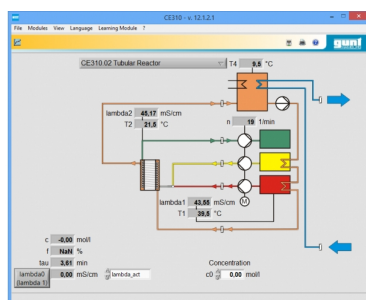 CE310 - v. 12.1.2.1
File Modules View Language Learning Module ?
gunt
CE310.02 Tubular Reactor
T4 9,5 °C
lambda2 45,17 mS/cm
T2 21,5 °C
n 19 1/min
lambda1 43,55 mS/cm
T1 39,5 °C
M
c -0,00 mol/l
f NaN %
tau 3,61 min
lambda0 (lambda 1) 0,00 mS/cm lambda_act
Concentration
c0 0,00 mol/l